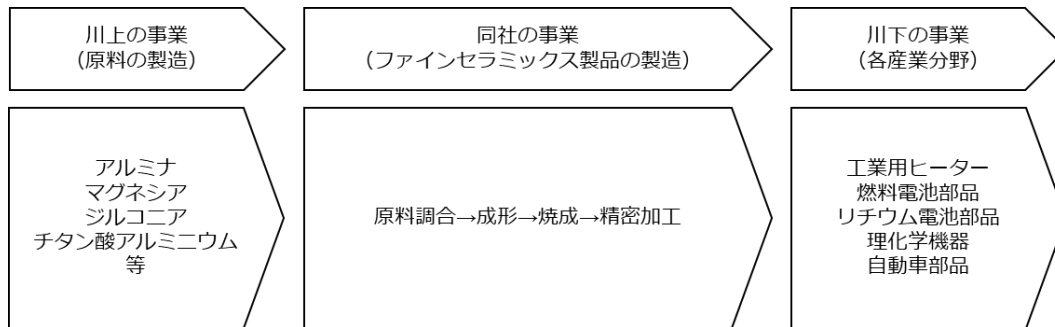 川上の事業
（原料の製造）
同社の事業
（ファインセラミックス製品の製造）
川下の事業
（各産業分野）
アルミナ
マグネシア
ジルコニア
チタン酸アルミニウム
等
原料調合→成形→焼成→精密加工
工業用ヒーター
燃料電池部品
リチウム電池部品
理化学機器
自動車部品